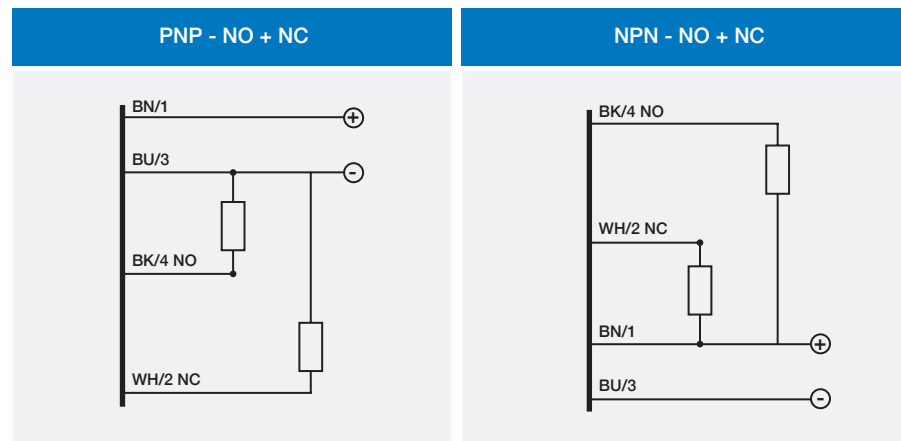 PNP - NO + NC
BN/1
+
BU/3
-
BK/4 NO
WH/2 NC
NPN - NO + NC
BK/4 NO
WH/2 NC
BN/1
+
BU/3
-